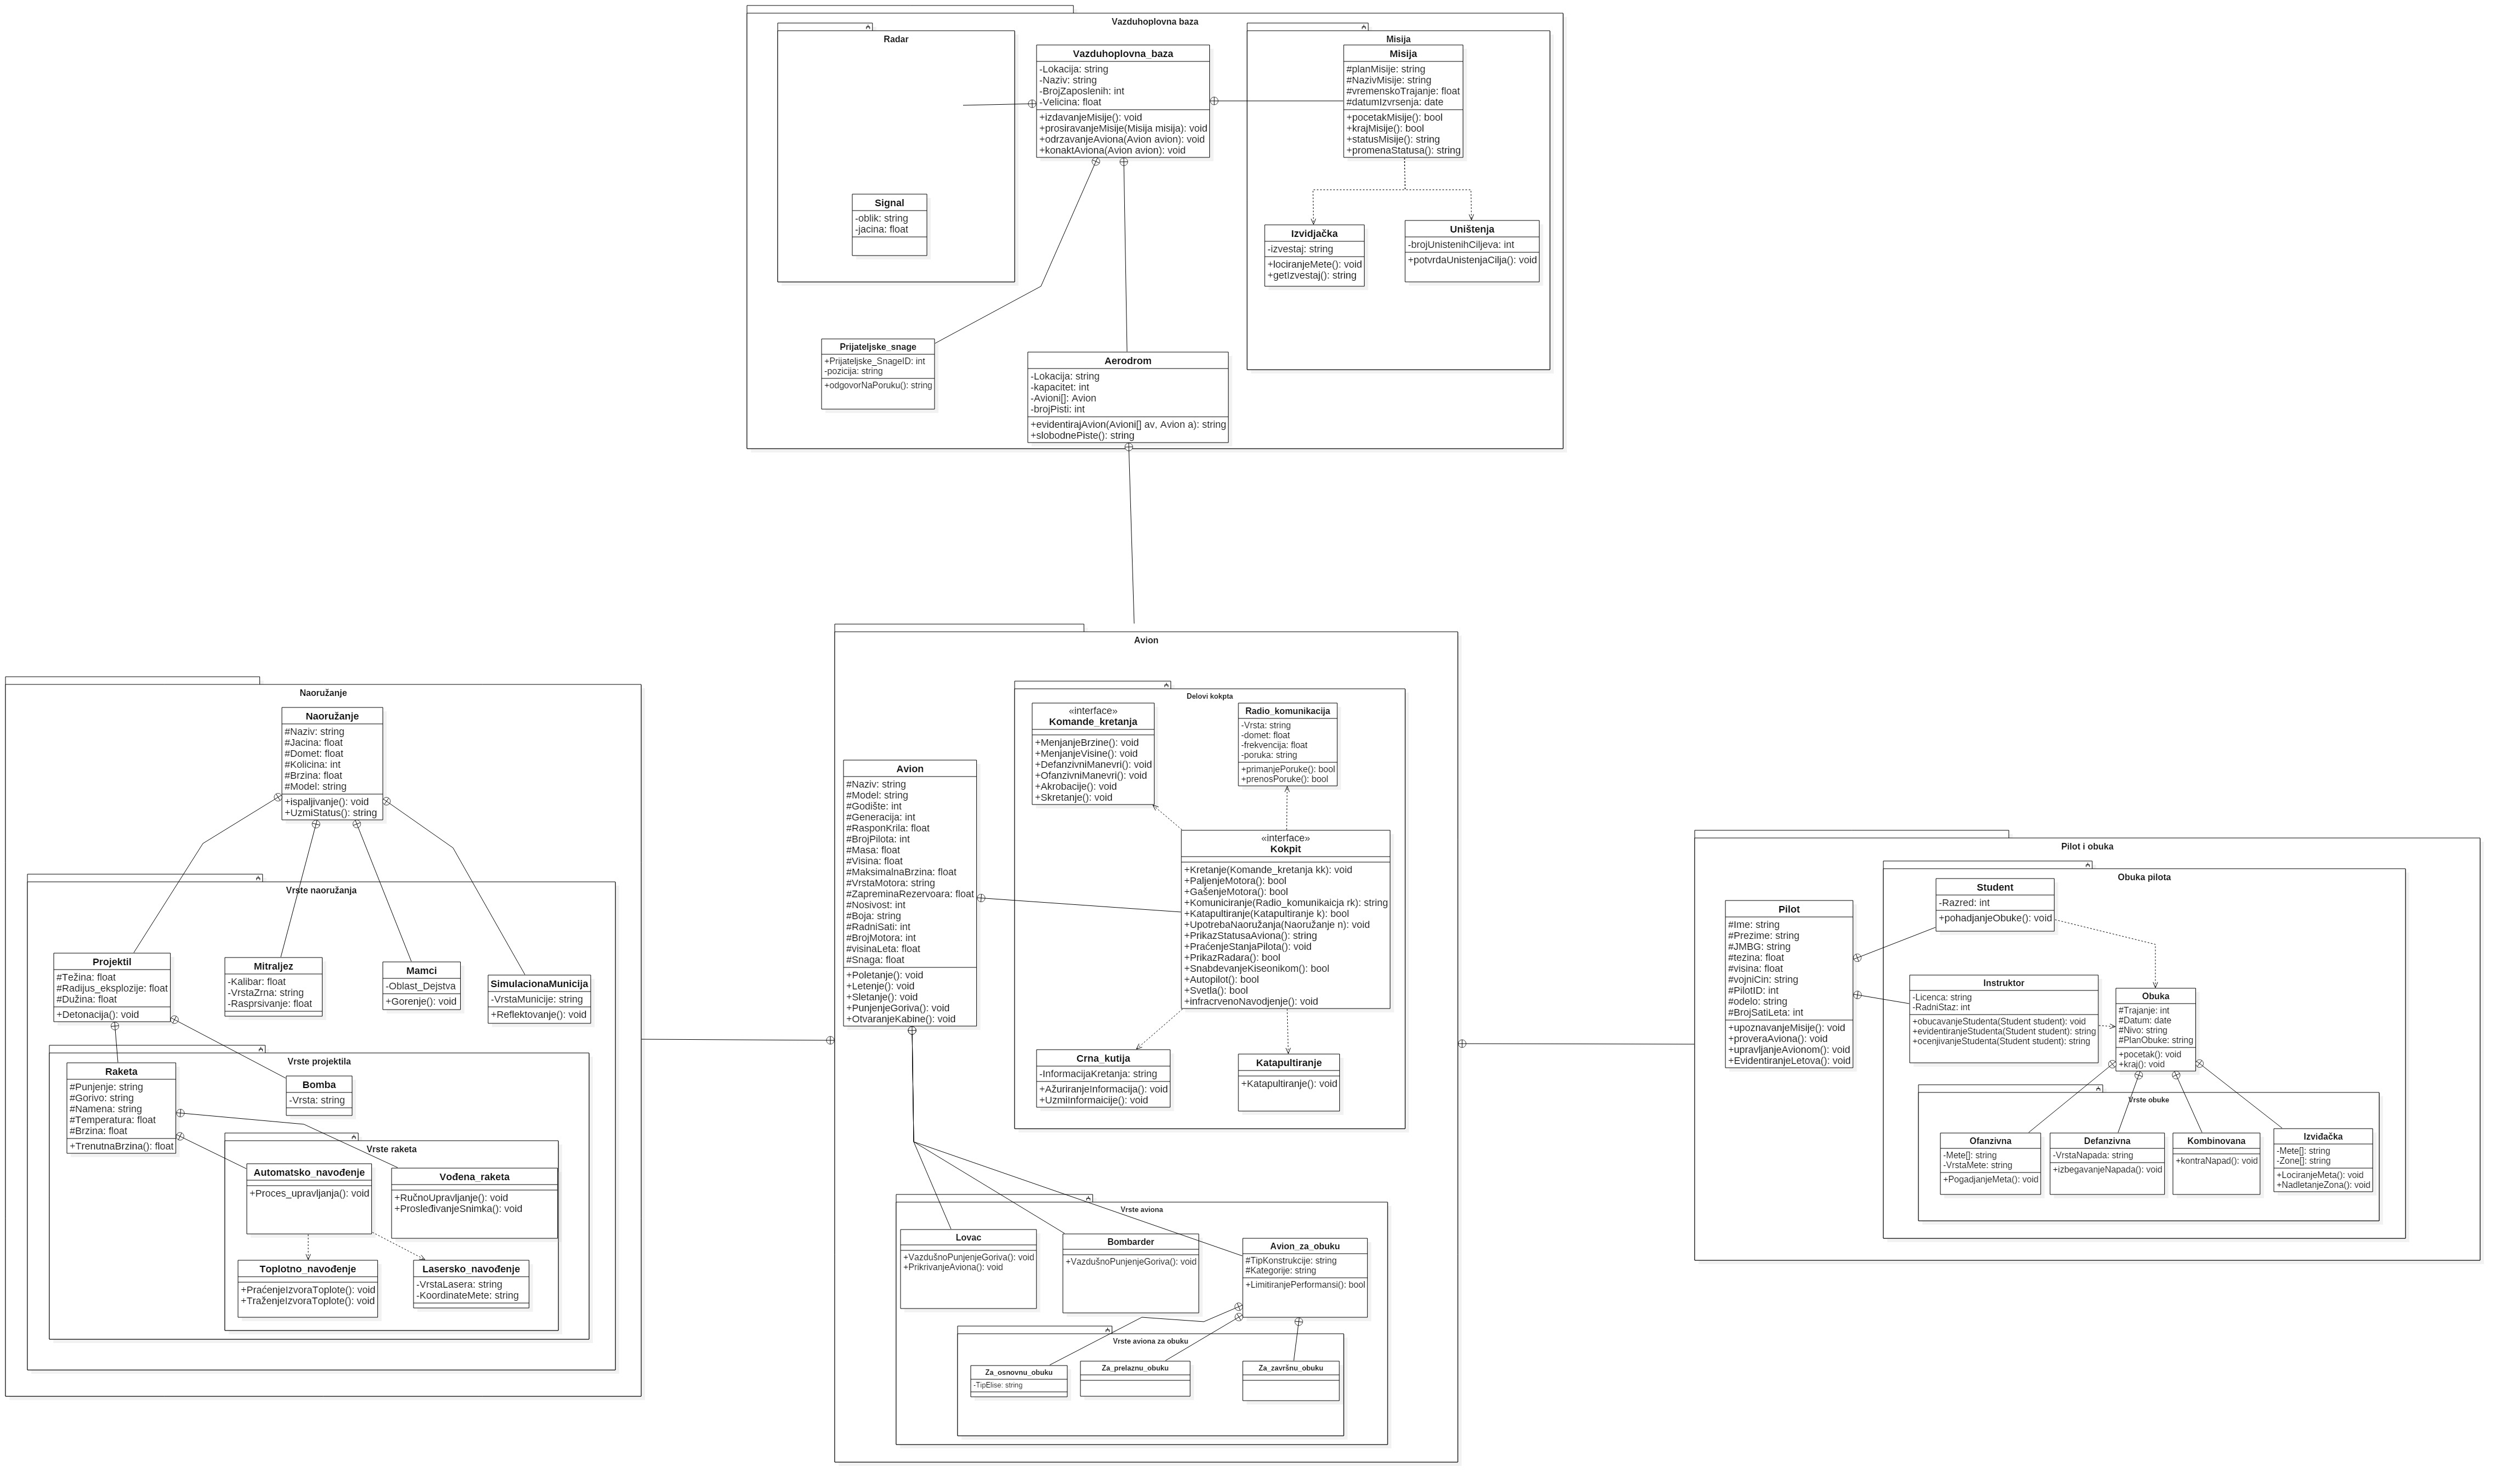 Vazduhoplovna baza
Radar
Signal
-oblik: string
-jacina: float
Vazduhoplovna_baza
-Lokacija: string
-Naziv: string
-BrojZaposlenih: int
-Velicina: float
+izdavanjeMisije(): void
+prosiravanjeMisije(Misija misija): void
+odrzavanjeAviona(Avion avion): void
+konaktAviona(Avion avion): void
Misija
Misija
#planMisije: string
#NazivMisije: string
#vremenskoTrajanje: float
#datumIzvrsenja: date
+pocetakMisije(): bool
+krajMisije(): bool
+statusMisije(): string
+promenaStatusa(): string
Izvidjačka
-izvestaj: string
+lociranjeMete(): void
+getIzvestaj(): string
Uništenja
-brojUnistenihCiljeva: int
+potvrdaUnistenjaCilja(): void
Prijateljske_snage
+Prijateljske_SnageID: int
-pozicija: string
+odgovorNaPoruku(): string
Aerodrom
-Lokacija: string
-kapacitet: int
-Avioni[]: Avion
-brojPisti: int
+evidentirajAvion(Avioni[] av, Avion a): string
+slobodnePiste(): string
Naoružanje
Naoružanje
#Naziv: string
#Jacina: float
#Domet: float
#Kolicina: int
#Brzina: float
#Model: string
+ispaljivanje(): void
+UzmiStatus(): string
Vrste naoružanja
Projektil
#Težina: float
#Radijus_eksplozije: float
#Dužina: float
+Detonacija(): void
Mitraljez
-Kalibar: float
-VrstaZrna: string
-Rasprsivanje: float
Mamci
-Oblast_Dejstva
+Gorenje(): void
SimulacionaMunicija
-VrstaMunicije: string
+Reflektovanje(): void
Vrste projektila
Raketa
#Punjenje: string
#Gorivo: string
#Namena: string
#Temperatura: float
#Brzina: float
+TrenutnaBrzina(): float
Bomba
-Vrsta: string
Vrste raketa
Automatsko_navođenje
+Proces_upravljanja(): void
Vođena_raketa
+RučnoUpravljanje(): void
+ProsleđivanjeSnimka(): void
Toplotno_navođenje
+PraćenjeIzvoraToplote(): void
+TraženjeIzvoraToplote(): void
Lasersko_navođenje
-VrstaLasera: string
-KoordinateMete: string
Avion
Avion
#Naziv: string
#Model: string
#Godište: int
#Generacija: int
#RasponKrila: float
#BrojPilota: int
#Masa: float
#Visina: float
#MaksimalnaBrzina: float
#VrstaMotora: string
#ZapreminaRezervoara: float
#Nosivost: int
#Boja: string
#RadniSati: int
#BrojMotora: int
#visinaLeta: float
#Snaga: float
+Poletanje(): void
+Letenje(): void
+Sletanje(): void
+PunjenjeGoriva(): void
+OtvaranjeKabine(): void
Delovi kokpta
«interface»
Komande_kretanja
+MenjanjeBrzine(): void
+MenjanjeVisine(): void
+DefanzivniManevri(): void
+OfanzivniManevri(): void
+Akrobacije(): void
+Skretanje(): void
Radio_komunikacija
-Vrsta: string
-domet: float
-frekvencija: float
-poruka: string
+primanjePoruke(): bool
+prenosPoruke(): bool
«interface»
Kokpit
+Kretanje(Komande_kretanja kk): void
+PaljenjeMotora(): bool
+GašenjeMotora(): bool
+Komuniciranje(Radio_komunikaicja rk): string
+Katapultiranje(Katapultiranje k): bool
+UpotrebaNaoružanja(Naoružanje n): void
+PrikazStatusaAviona(): string
+PraćenjeStanjaPilota(): void
+PrikazRadara(): bool
+SnabdevanjeKiseonikom(): bool
+Autopilot(): bool
+Svetla(): bool
+infracrvenoNavodjenje(): void
Crna_kutija
-InformacijaKretanja: string
+AžuriranjeInformacija(): void
+UzmiInformaicije(): void
Katapultiranje
+Katapultiranje(): void
Vrste aviona
Lovac
+VazdušnoPunjenjeGoriva(): void
+PrikrivanjeAviona(): void
Bombarder
+VazdušnoPunjenjeGoriva(): void
Avion_za_obuku
#TipKonstrukcije: string
#Kategorije: string
+LimitiranjePerformansi(): bool
Vrste aviona za obuku
Za_osnovnu_obuku
-TipElise: string
Za_prelaznu_obuku
Za_završnu_obuku
Pilot i obuka
Pilot
#Ime: string
#Prezime: string
#JMBG: string
#tezina: float
#visina: float
#vojniCin: string
#PilotID: int
#odelo: string
#BrojSatiLeta: int
+upoznavanjeMisije(): void
+proveraAviona(): void
+upravljanjeAvionom(): void
+EvidentiranjeLetova(): void
Obuka pilota
Student
-Razred: int
+pohadjanjeObuke(): void
Instruktor
-Licenca: string
-RadniStaz: int
+obucavanjeStudenta(Student student): void
+evidentiranjeStudenta(Student student): string
+ocenjivanjeStudenta(Student student): string
Obuka
#Trajanje: int
#Datum: date
#Nivo: string
#PlanObuke: string
+pocetak(): void
+kraj(): void
Vrste obuke
Ofanzivna
-Mete[]: string
-VrstaMete: string
+PogadjanjeMeta(): void
Defanzivna
-VrstaNapada: string
+izbegavanjeNapada(): void
Kombinovana
+kontraNapad(): void
Izviđačka
-Mete[]: string
-Zone[]: string
+LociranjeMeta(): void
+NadletanjeZona(): void